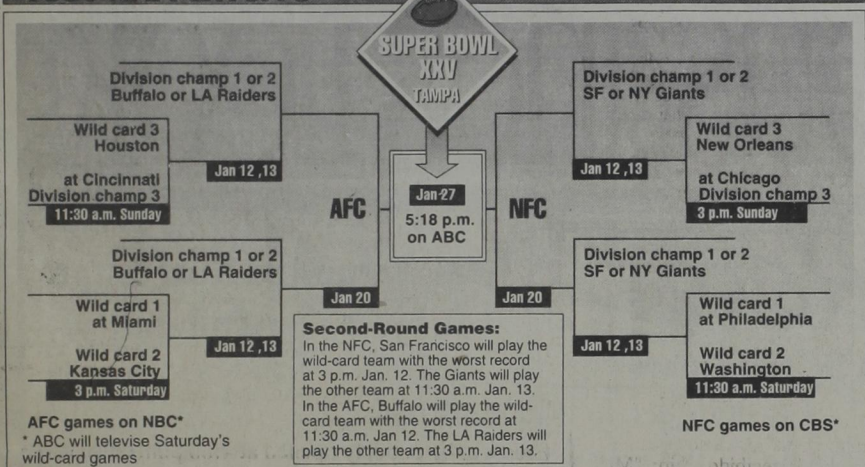 SUPER BOWL
XXV
TAMPA
Division champ 1 or 2
Buffalo or LA Raiders
Wild card 3
Houston
at Cincinnati
Division champ 3
11:30 a.m. Sunday
Jan 12 ,13
Division champ 1 or 2
Buffalo or LA Raiders
Wild card 1
at Miami
Wild card 2
Kansas City
3 p.m. Saturday
Jan 12 ,13
AFC
Jan 20
Jan 27
5:18 p.m.
on ABC
NFC
Jan 20
Division champ 1 or 2
SF or NY Giants
Wild card 3
New Orleans
at Chicago
Division champ 3
3 p.m. Sunday
Jan 12 ,13
Division champ 1 or 2
SF or NY Giants
Wild card 1
at Philadelphia
Wild card 2
Washington
11:30 a.m. Saturday
Jan 12 ,13
Second-Round Games:
In the NFC, San Francisco will play the
wild-card team with the worst record
at 3 p.m. Jan. 12. The Giants will play
the other team at 11:30 a.m. Jan. 13.
In the AFC, Buffalo will play the wild-
card team with the worst record at
11:30 a.m. Jan 12. The LA Raiders will
play the other team at 3 p.m. Jan. 13.
AFC games on NBC*
* ABC will televise Saturday's
wild-card games
NFC games on CBS*